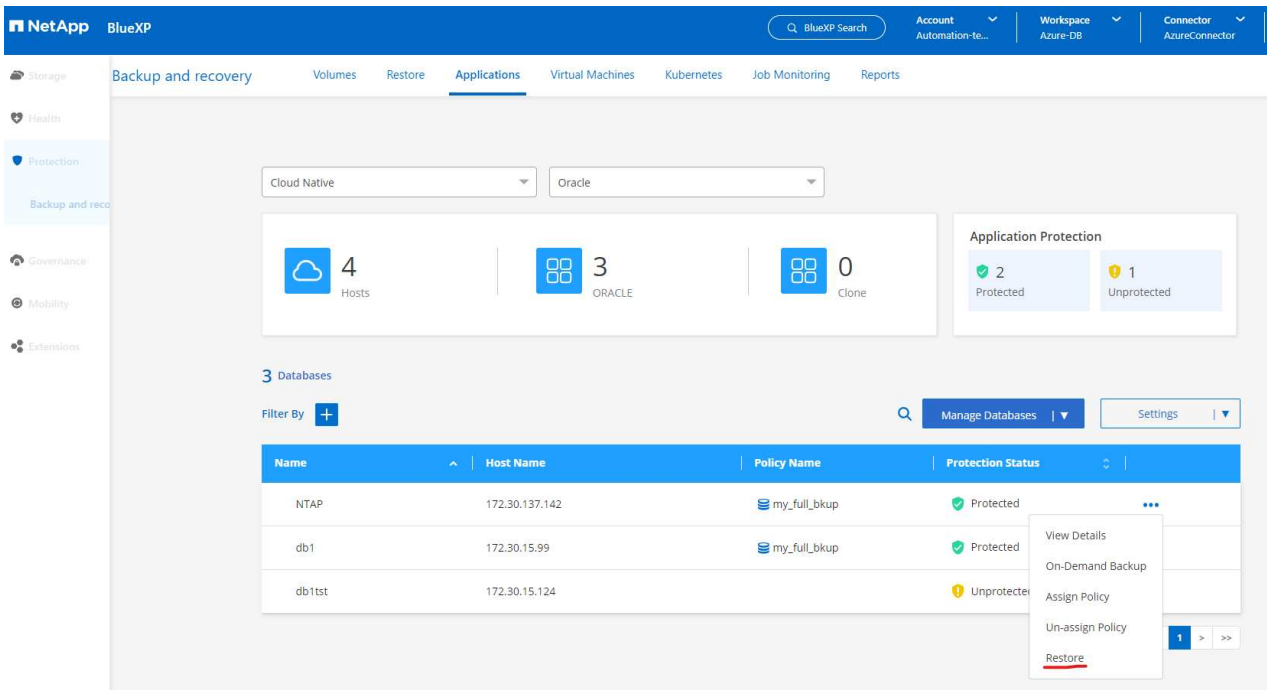 NetApp BlueXP
BlueXP Search
Account
Automation-te...
Workspace
Azure-DB
Connector
AzureConnector
Storage
Health
Protection
Backup and reco
Governance
Mobility
Extensions
Backup and recovery
Volumes
Restore
Applications
Virtual Machines
Kubernetes
Job Monitoring
Reports
Cloud Native
Oracle
4
Hosts
3
ORACLE
0
Clone
Application Protection
2
Protected
1
Unprotected
3 Databases
Filter By
Manage Databases
Settings
Name Host Name Policy Name Protection Status
NTAP 172.30.137.142 my_full_bkup Protected
db1 172.30.15.99 my_full_bkup Protected
db1tst 172.30.15.124 Unprotected
View Details
On-Demand Backup
Assign Policy
Un-assign Policy
Restore
1 > >>